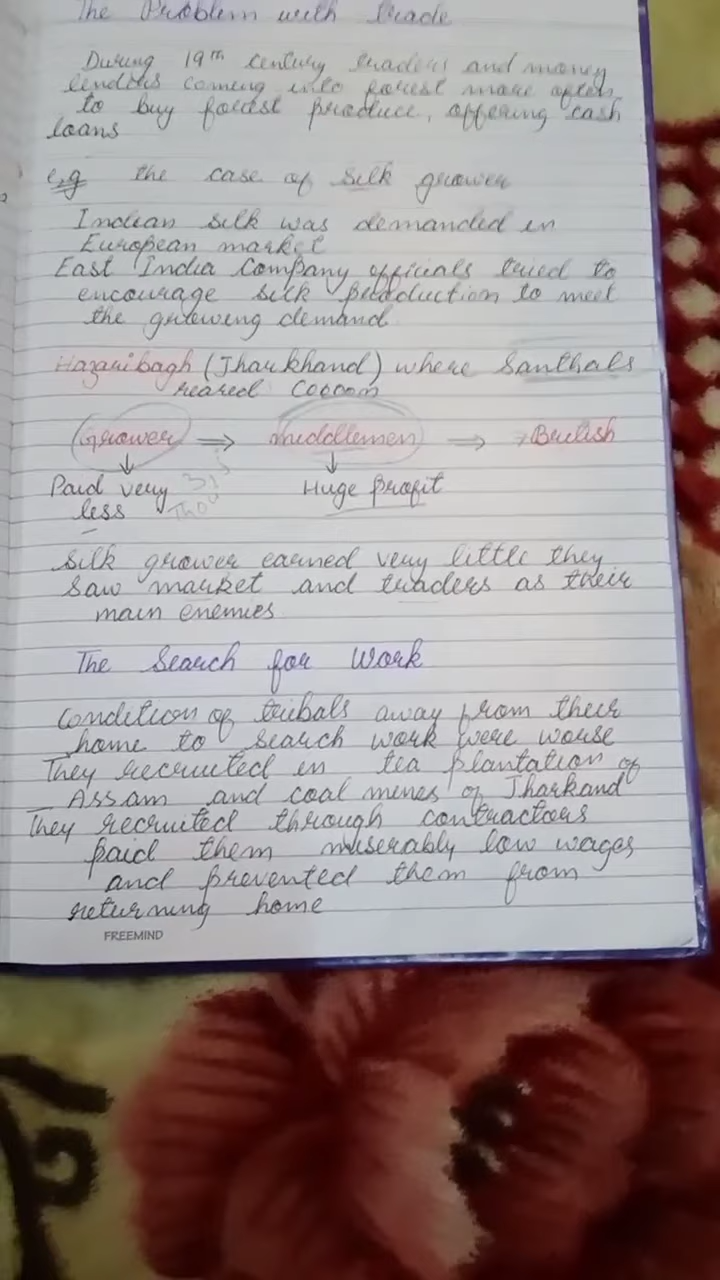 The Problem with Trade
During 19th century traders and money
lenders coming into forest more often
to buy forest produce, offering cash
loans
e.g the case of silk grower
Indian silk was demanded in
European market
East India Company officials tried to
encourage silk production to meet
the growing demand
Hazaribagh (Jharkhand) where Santhals
reared Cocoon
Grower ⇒ middlemen ⇒ British
Paid very Huge profit
less
Silk grower earned very little they
saw market and traders as their
main enemies
The Search for Work
Condition of tribals away from their
home to search work were worse
They recruited in tea plantation of
Assam and coal mines of Jharkand
They recruited through contractors
paid them miserably low wages
and prevented them from
returning home
FREEMIND